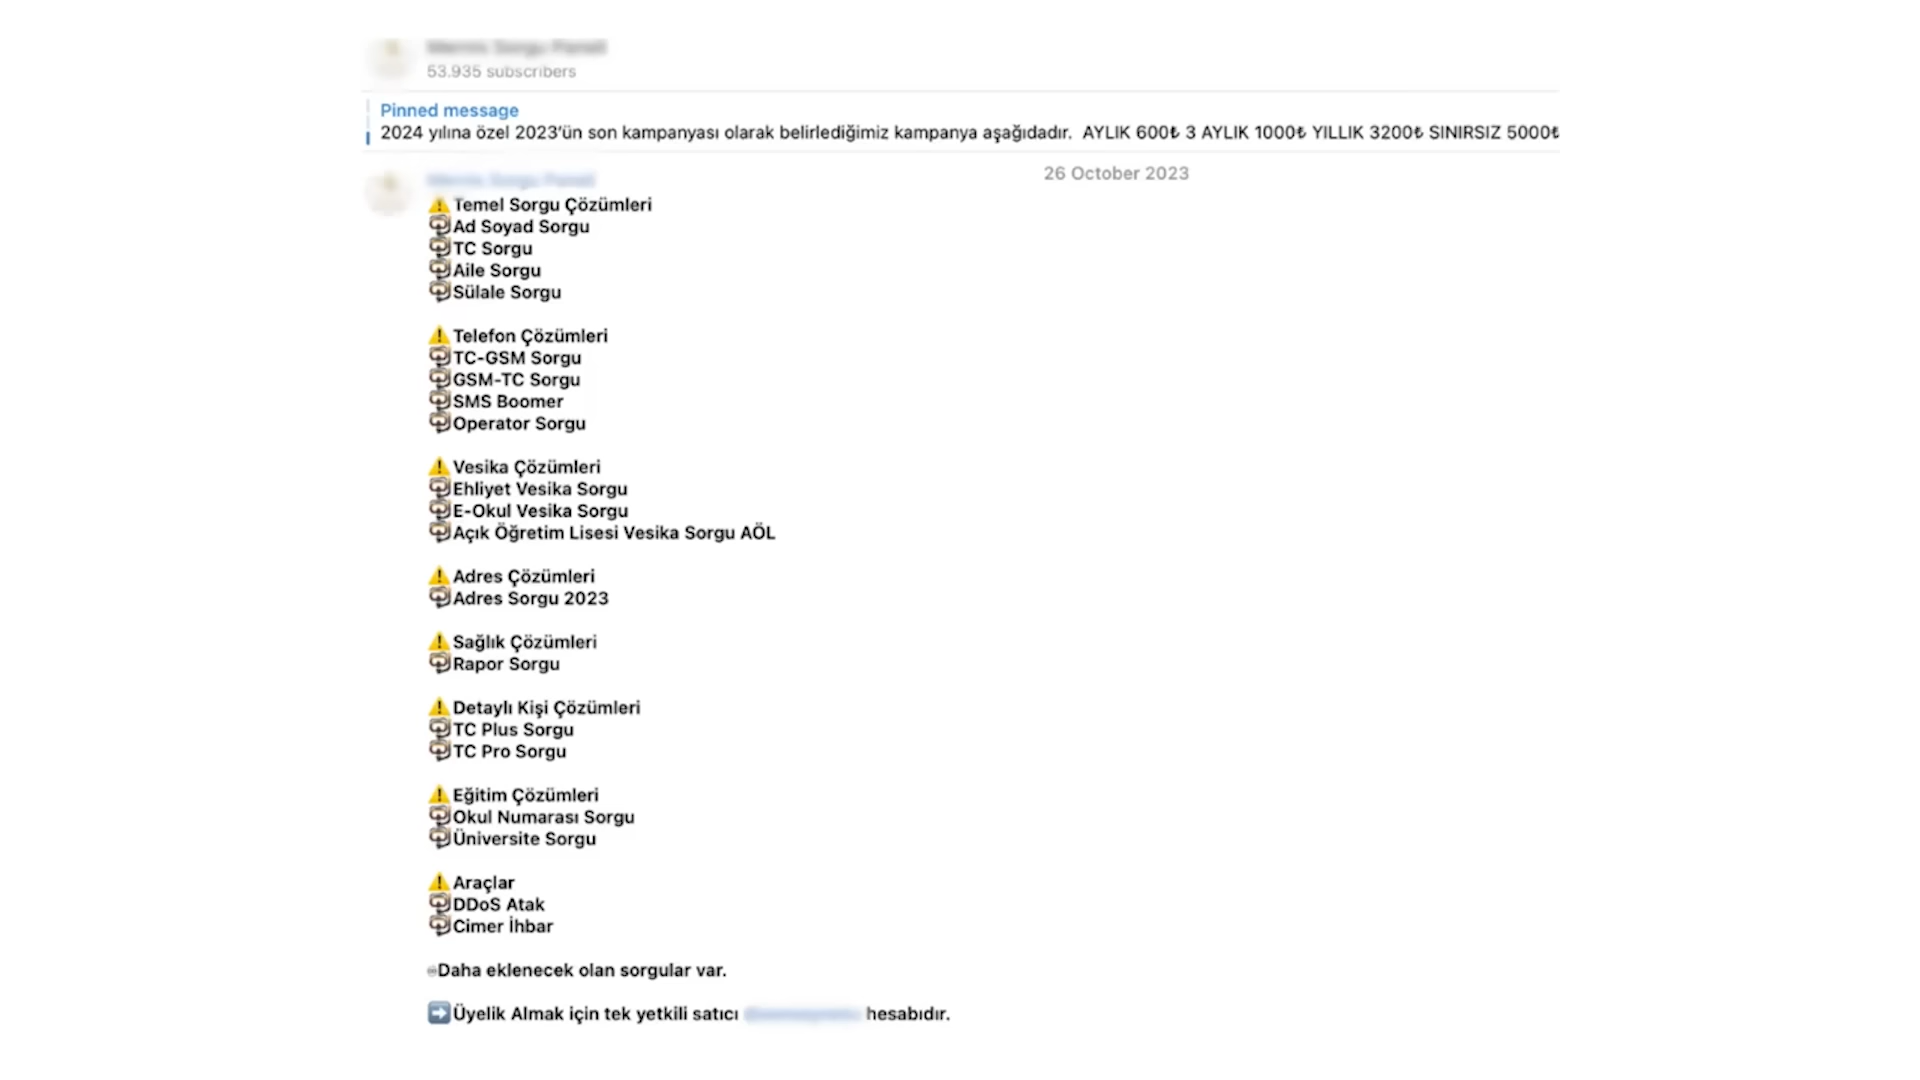 53.935 subscribers
Pinned message
2024 yılına özel 2023'ün son kampanyası olarak belirlediğimiz kampanya aşağıdadır. AYLIK 600₺ 3 AYLIK 1000₺ YILLIK 3200₺ SINIRSIZ 5000₺
26 October 2023
Temel Sorgu Çözümleri
Ad Soyad Sorgu
TC Sorgu
Aile Sorgu
Sülale Sorgu
Telefon Çözümleri
TC-GSM Sorgu
GSM-TC Sorgu
SMS Boomer
Operator Sorgu
Vesika Çözümleri
Ehliyet Vesika Sorgu
E-Okul Vesika Sorgu
Açık Öğretim Lisesi Vesika Sorgu AÖL
Adres Çözümleri
Adres Sorgu 2023
Sağlık Çözümleri
Rapor Sorgu
Detaylı Kişi Çözümleri
TC Plus Sorgu
TC Pro Sorgu
Eğitim Çözümleri
Okul Numarası Sorgu
Üniversite Sorgu
Araçlar
DDoS Atak
Cimer İhbar
Daha eklenecek olan sorgular var.
Üyelik Almak için tek yetkili satıcı hesabıdır.